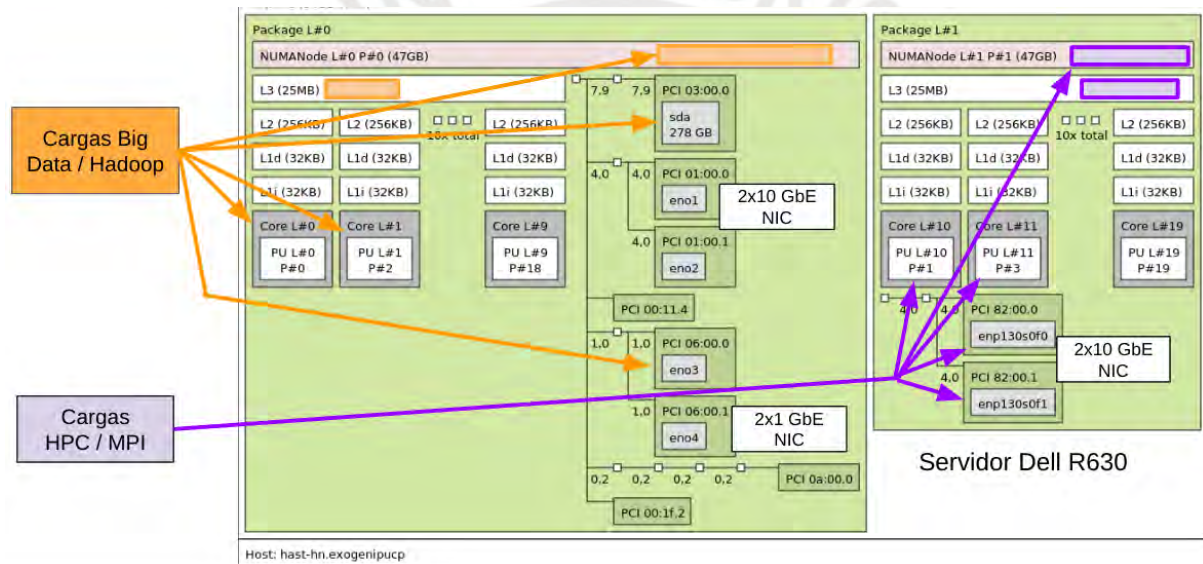 Package L#0
NUMANode L#0 P#0 (47GB)
L3 (25MB)
L2 (256KB)
L2 (256KB)
10x total
L2 (256KB)
L1d (32KB)
L1d (32KB)
L1d (32KB)
L1i (32KB)
L1i (32KB)
L1i (32KB)
Core L#0
PU L#0
P#0
Core L#1
PU L#1
P#2
Core L#9
PU L#9
P#18
7,9
7,9
PCI 03:00.0
sda
278 GB
4,0
4,0
PCI 01:00.0
eno1
2x10 GbE
NIC
4,0
PCI 01:00.1
eno2
PCI 00:11.4
1,0
1,0
PCI 06:00.0
eno3
1,0
PCI 06:00.1
eno4
2x1 GbE
NIC
0,2
0,2
0,2
0,2
PCI 0a:00.0
PCI 00:1f.2
Package L#1
NUMANode L#1 P#1 (47GB)
L3 (25MB)
L2 (256KB)
L2 (256KB)
10x total
L2 (256KB)
L1d (32KB)
L1d (32KB)
L1d (32KB)
L1i (32KB)
L1i (32KB)
L1i (32KB)
Core L#10
PU L#10
P#1
Core L#11
PU L#11
P#3
Core L#19
PU L#19
P#19
4,0
4,0
PCI 82:00.0
enp130s0f0
2x10 GbE
NIC
4,0
PCI 82:00.1
enp130s0f1
Cargas Big
Data / Hadoop
Cargas
HPC / MPI
Servidor Dell R630
Host: hast-hn.exogenipucp